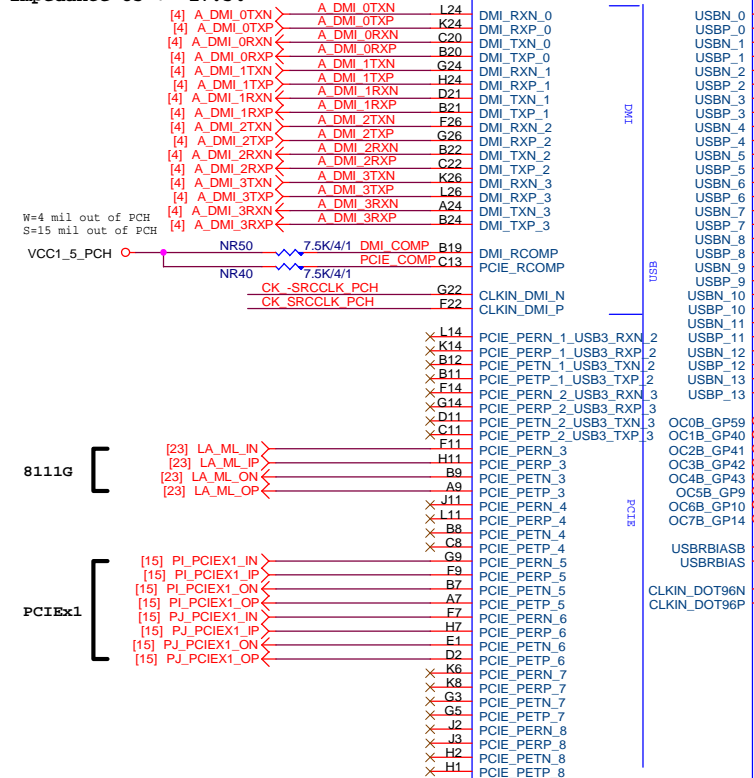 [4] A_DMI_0TXN A_DMI_0TXN L24 DMI_RXN_0 USBN_0
[4] A_DMI_0TXP A_DMI_0TXP K24 DMI_RXP_0 USBP_0
[4] A_DMI_0RXN A_DMI_0RXN C20 DMI_TXN_0 USBN_1
[4] A_DMI_0RXP A_DMI_0RXP B20 DMI_TXP_0 USBP_1
[4] A_DMI_1TXN A_DMI_1TXN G24 DMI_RXN_1 USBN_2
[4] A_DMI_1TXP A_DMI_1TXP H24 DMI_RXP_1 USBP_2
[4] A_DMI_1RXN A_DMI_1RXN D21 DMI_TXN_1 USBN_3
[4] A_DMI_1RXP A_DMI_1RXP B21 DMI_TXP_1 USBP_3
[4] A_DMI_2TXN A_DMI_2TXN F26 DMI_RXN_2 USBN_4
[4] A_DMI_2TXP A_DMI_2TXP G26 DMI_RXP_2 USBP_4
[4] A_DMI_2RXN A_DMI_2RXN B22 DMI_TXN_2 USBN_5
[4] A_DMI_2RXP A_DMI_2RXP C22 DMI_TXP_2 USBP_5
[4] A_DMI_3TXN A_DMI_3TXN K26 DMI_RXN_3 USBN_6
[4] A_DMI_3TXP A_DMI_3TXP L26 DMI_RXP_3 USBP_6
[4] A_DMI_3RXN A_DMI_3RXN A24 DMI_TXN_3 USBN_7
[4] A_DMI_3RXP A_DMI_3RXP B24 DMI_TXP_3 USBP_7
DMI
W=4 mil out of PCH
S=15 mil out of PCH
USBN_8
VCC1_5_PCH NR50 7.5K/4/1 DMI_COMP B19 DMI_RCOMP USBP_8
NR40 7.5K/4/1 PCIE_COMP C13 PCIE_RCOMP USBN_9
USB
USBP_9
CK_-SRCCLK_PCH G22 CLKIN_DMI_N USBN_10
CK_SRCCLK_PCH F22 CLKIN_DMI_P USBP_10
USBN_11
L14 PCIE_PERN_1_USB3_RXN_2 USBP_11
K14 PCIE_PERP_1_USB3_RXP_2 USBN_12
B12 PCIE_PETN_1_USB3_TXN_2 USBP_12
B11 PCIE_PETP_1_USB3_TXP_2 USBN_13
F14 PCIE_PERN_2_USB3_RXN_3 USBP_13
G14 PCIE_PERP_2_USB3_RXP_3
D11 PCIE_PETN_2_USB3_TXN_3 OC0B_GP59
C11 PCIE_PETP_2_USB3_TXP_3 OC1B_GP40
8111G
[23] LA_ML_IN F11 PCIE_PERN_3 OC2B_GP41
[23] LA_ML_IP H11 PCIE_PERP_3 OC3B_GP42
[23] LA_ML_ON B9 PCIE_PETN_3 OC4B_GP43
[23] LA_ML_OP A9 PCIE_PETP_3 OC5B_GP9
J11 PCIE_PERN_4 OC6B_GP10
L11 PCIE_PERP_4 OC7B_GP14
PCIE
B8 PCIE_PETN_4
C8 PCIE_PETP_4 USBRBIASB
PCIEx1
[15] PI_PCIEX1_IN G9 PCIE_PERN_5 USBRBIAS
[15] PI_PCIEX1_IP F9 PCIE_PERP_5
[15] PI_PCIEX1_ON B7 PCIE_PETN_5 CLKIN_DOT96N
[15] PI_PCIEX1_OP A7 PCIE_PETP_5 CLKIN_DOT96P
[15] PJ_PCIEX1_IN F7 PCIE_PERN_6
[15] PJ_PCIEX1_IP H7 PCIE_PERP_6
[15] PJ_PCIEX1_ON E1 PCIE_PETN_6
[15] PJ_PCIEX1_OP D2 PCIE_PETP_6
K6 PCIE_PERN_7
K8 PCIE_PERP_7
G3 PCIE_PETN_7
G5 PCIE_PETP_7
J2 PCIE_PERN_8
J3 PCIE_PERP_8
H2 PCIE_PETN_8
H1 PCIE_PETP_8